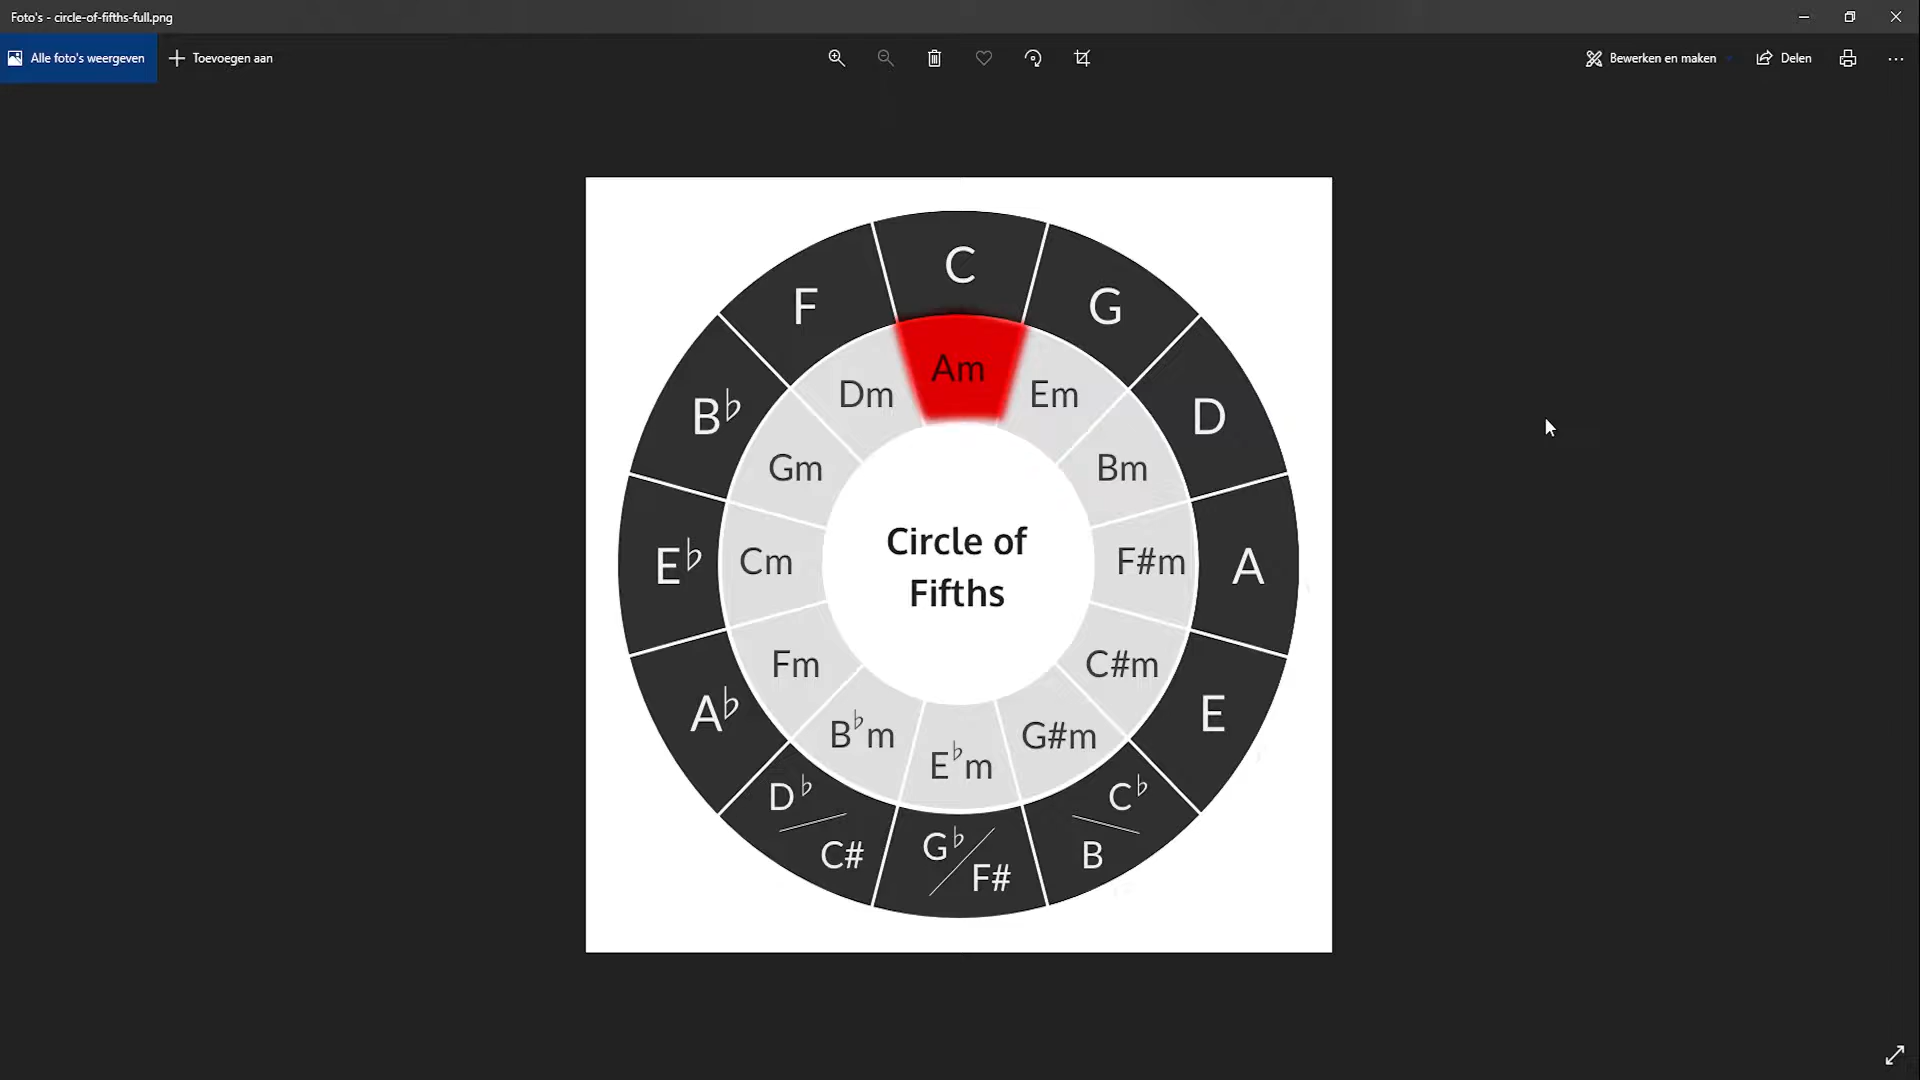 Foto's - circle-of-fifths-full.png
Alle foto's weergeven
Toevoegen aan
Bewerken en maken
Delen
C
F
G
Am
Dm
Em
B♭
D
Gm
Bm
Circle of
Fifths
E♭
Cm
F#m
A
Fm
C#m
A♭
E
B♭m
E♭m
G#m
D♭
C#
G♭
F#
C♭
B